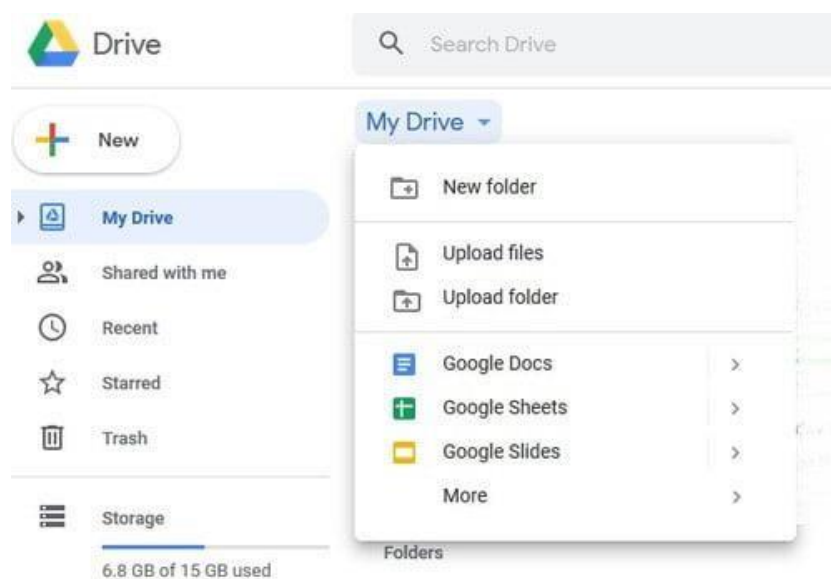 Drive
Search Drive
New
My Drive
Shared with me
Recent
Starred
Trash
Storage
6.8 GB of 15 GB used
My Drive
New folder
Upload files
Upload folder
Google Docs
Google Sheets
Google Slides
More
Folders